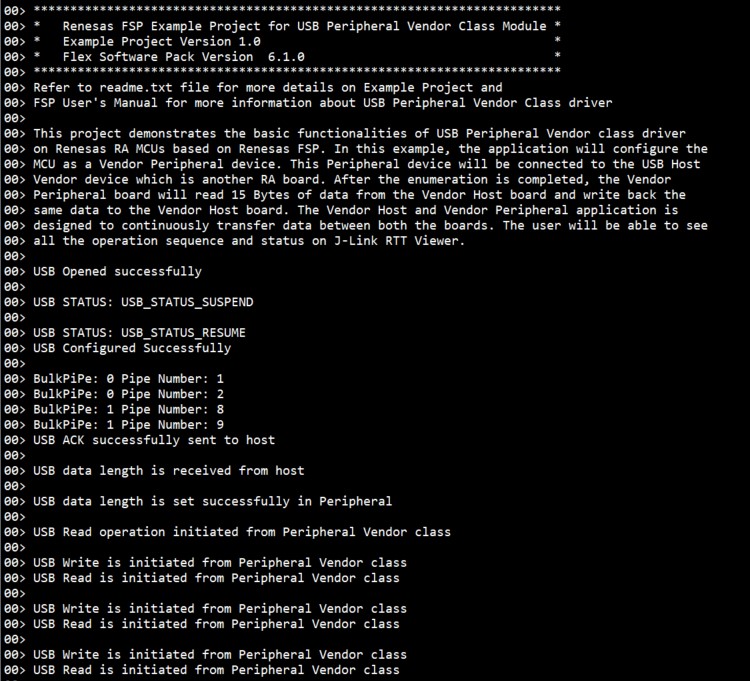 00> ************************************************************************
00> *   Renesas FSP Example Project for USB Peripheral Vendor Class Module *
00> *   Example Project Version 1.0                                        *
00> *   Flex Software Pack Version  6.1.0                                  *
00> ************************************************************************
00> Refer to readme.txt file for more details on Example Project and
00> FSP User's Manual for more information about USB Peripheral Vendor Class driver
00>
00> This project demonstrates the basic functionalities of USB Peripheral Vendor class driver
00> on Renesas RA MCUs based on Renesas FSP. In this example, the application will configure the
00> MCU as a Vendor Peripheral device. This Peripheral device will be connected to the USB Host
00> Vendor device which is another RA board. After the enumeration is completed, the Vendor
00> Peripheral board will read 15 Bytes of data from the Vendor Host board and write back the
00> same data to the Vendor Host board. The Vendor Host and Vendor Peripheral application is
00> designed to continuously transfer data between both the boards. The user will be able to see
00> all the operation sequence and status on J-Link RTT Viewer.
00>
00> USB Opened successfully
00>
00> USB STATUS: USB_STATUS_SUSPEND
00>
00> USB STATUS: USB_STATUS_RESUME
00> USB Configured Successfully
00>
00> BulkPiPe: 0 Pipe Number: 1
00> BulkPiPe: 0 Pipe Number: 2
00> BulkPiPe: 1 Pipe Number: 8
00> BulkPiPe: 1 Pipe Number: 9
00> USB ACK successfully sent to host
00>
00> USB data length is received from host
00>
00> USB data length is set successfully in Peripheral
00>
00> USB Read operation initiated from Peripheral Vendor class
00>
00> USB Write is initiated from Peripheral Vendor class
00> USB Read is initiated from Peripheral Vendor class
00>
00> USB Write is initiated from Peripheral Vendor class
00> USB Read is initiated from Peripheral Vendor class
00>
00> USB Write is initiated from Peripheral Vendor class
00> USB Read is initiated from Peripheral Vendor class